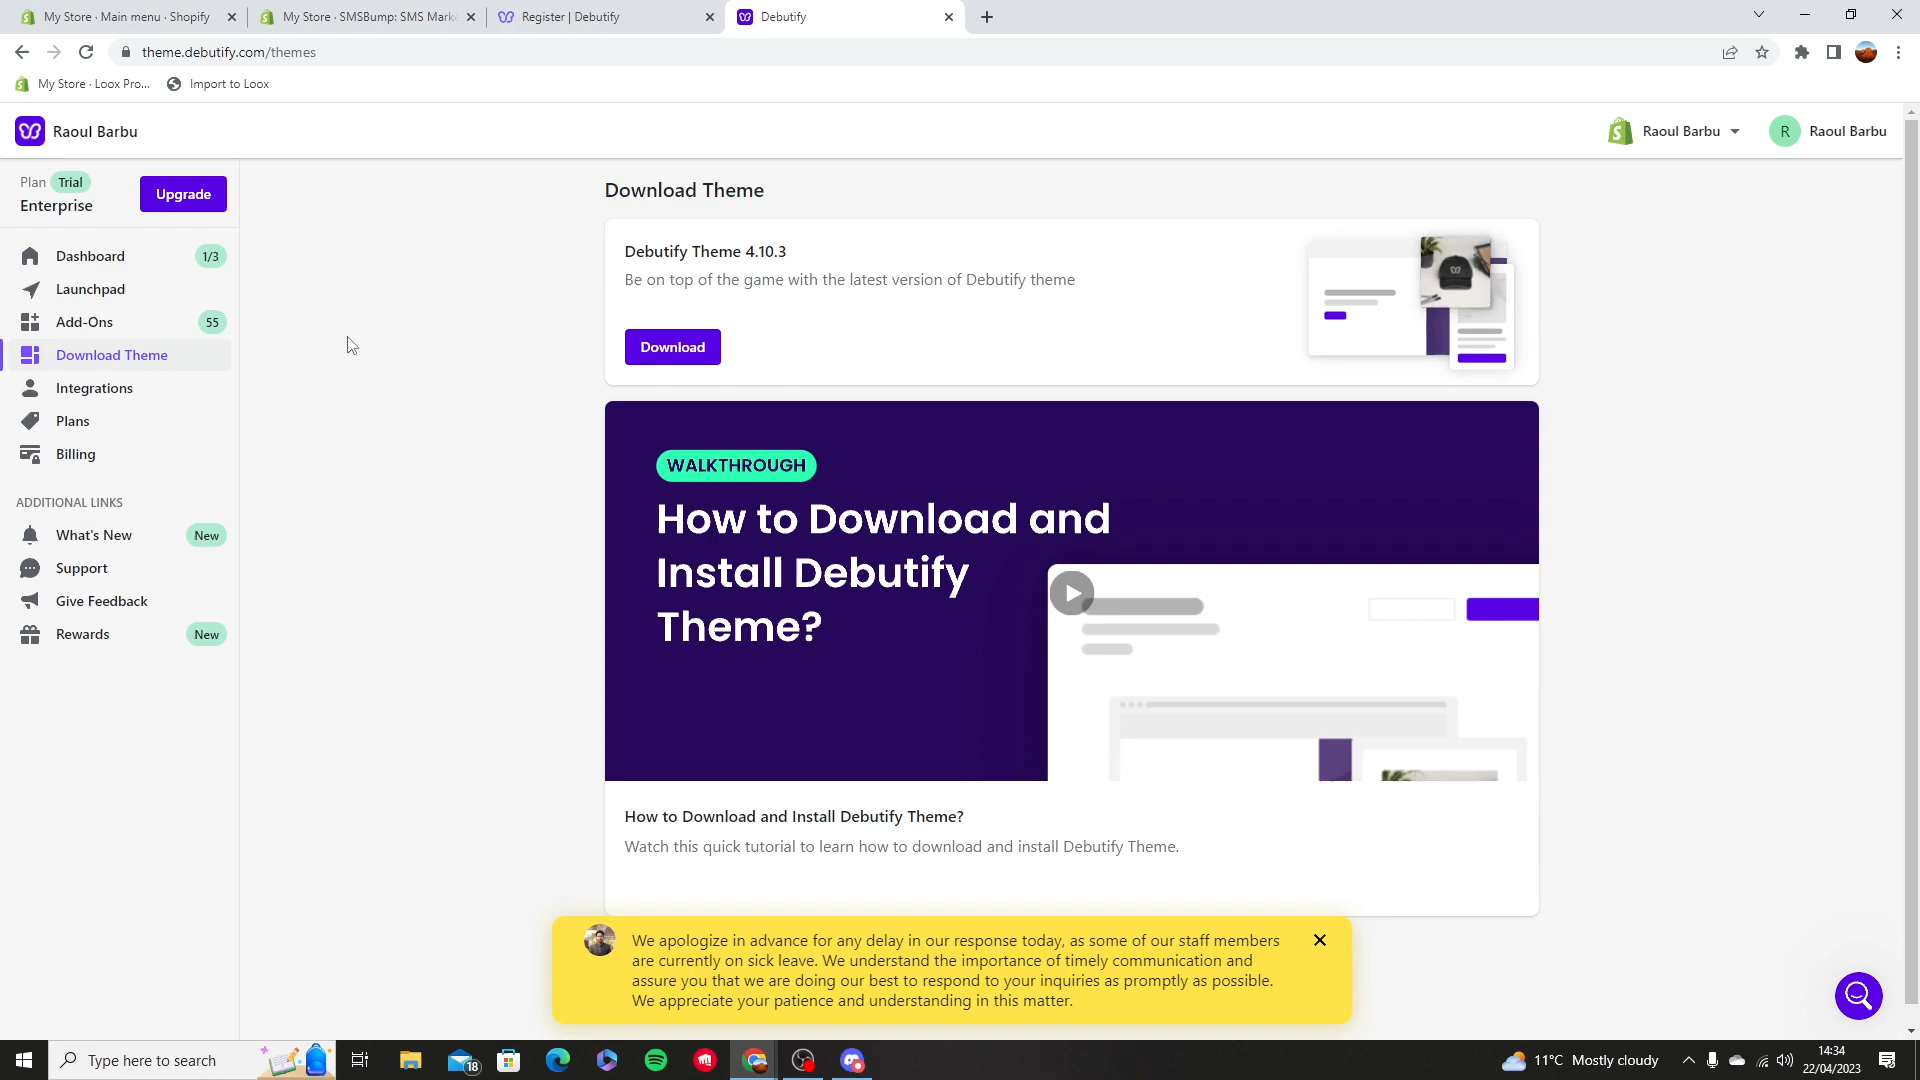 My Store · Main menu · Shopify
My Store · SMSBump: SMS Marke
Register | Debutify
Debutify
theme.debutify.com/themes
My Store · Loox Pro...
Import to Loox
Raoul Barbu
Raoul Barbu
R
Raoul Barbu
Plan Trial
Enterprise
Upgrade
Dashboard 1/3
Launchpad
Add-Ons 55
Download Theme
Integrations
Plans
Billing
ADDITIONAL LINKS
What's New New
Support
Give Feedback
Rewards New
Download Theme
Debutify Theme 4.10.3
Be on top of the game with the latest version of Debutify theme
Download
WALKTHROUGH
How to Download and
Install Debutify
Theme?
How to Download and Install Debutify Theme?
Watch this quick tutorial to learn how to download and install Debutify Theme.
We apologize in advance for any delay in our response today, as some of our staff members
are currently on sick leave. We understand the importance of timely communication and
assure you that we are doing our best to respond to your inquiries as promptly as possible.
We appreciate your patience and understanding in this matter.
Type here to search
18
11°C Mostly cloudy
14:34
22/04/2023